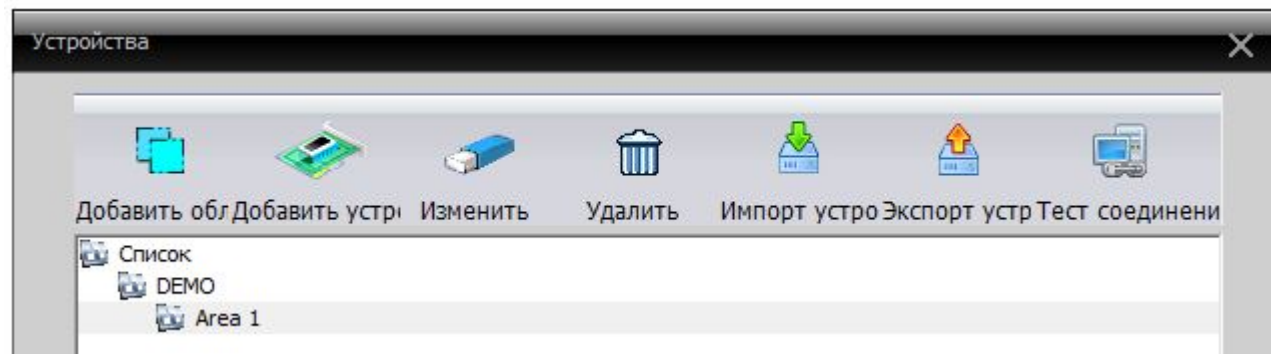 Устройства
Добавить обл Добавить устр Изменить Удалить Импорт устро Экспорт устр Тест соединени
Список
DEMO
Area 1